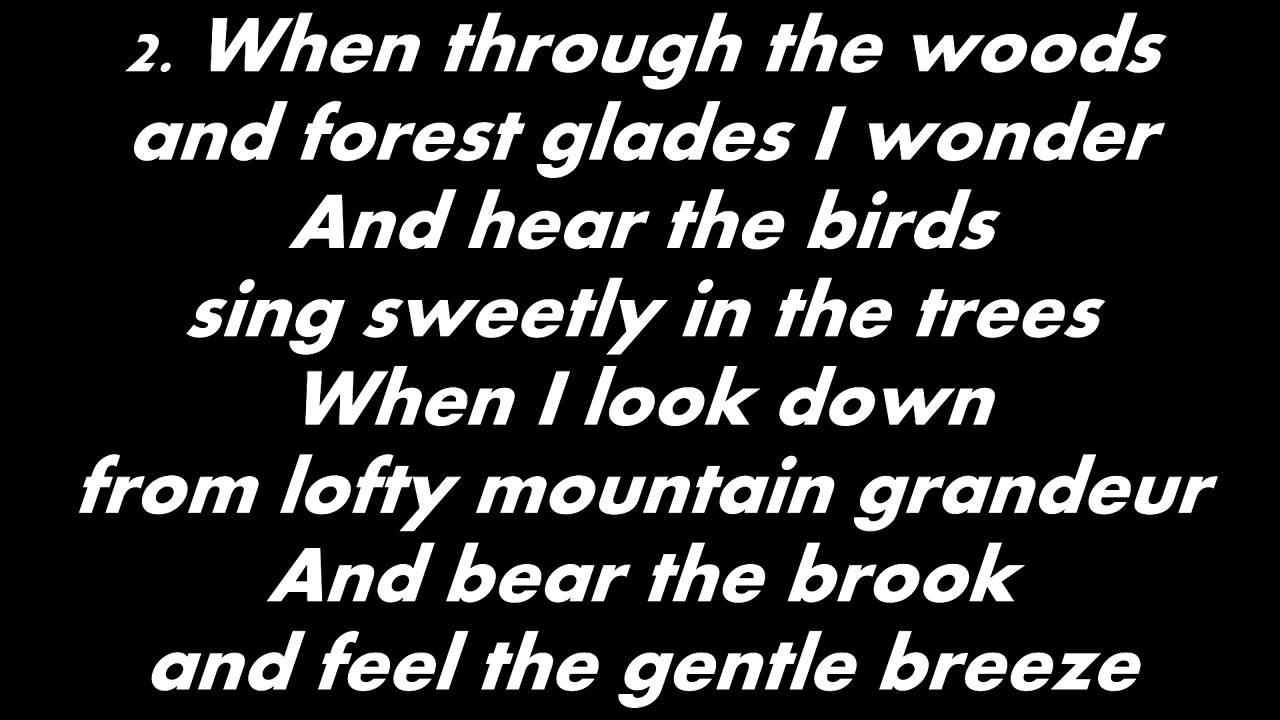 2. When through the woods
and forest glades I wonder
And hear the birds
sing sweetly in the trees
When I look down
from lofty mountain grandeur
And bear the brook
and feel the gentle breeze